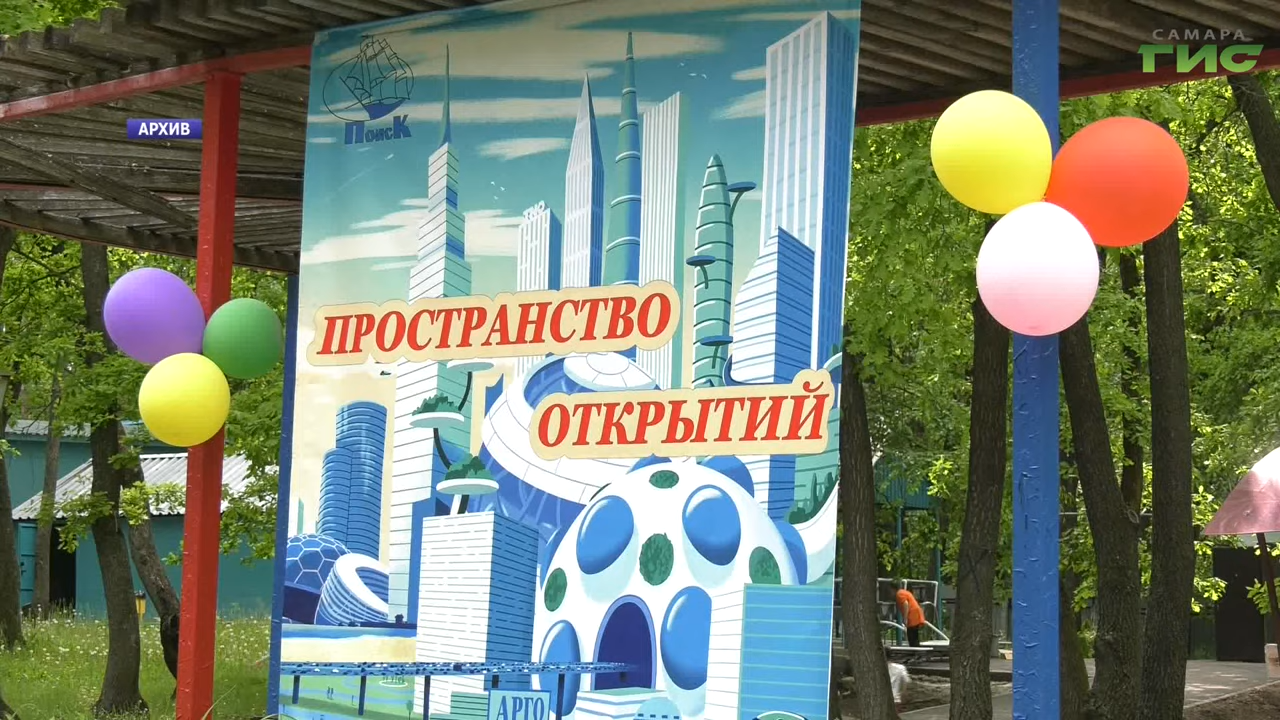 САМАРА
ГИС
АРХИВ
ПОИСК
ПРОСТРАНСТВО
ОТКРЫТИЙ
АРГО